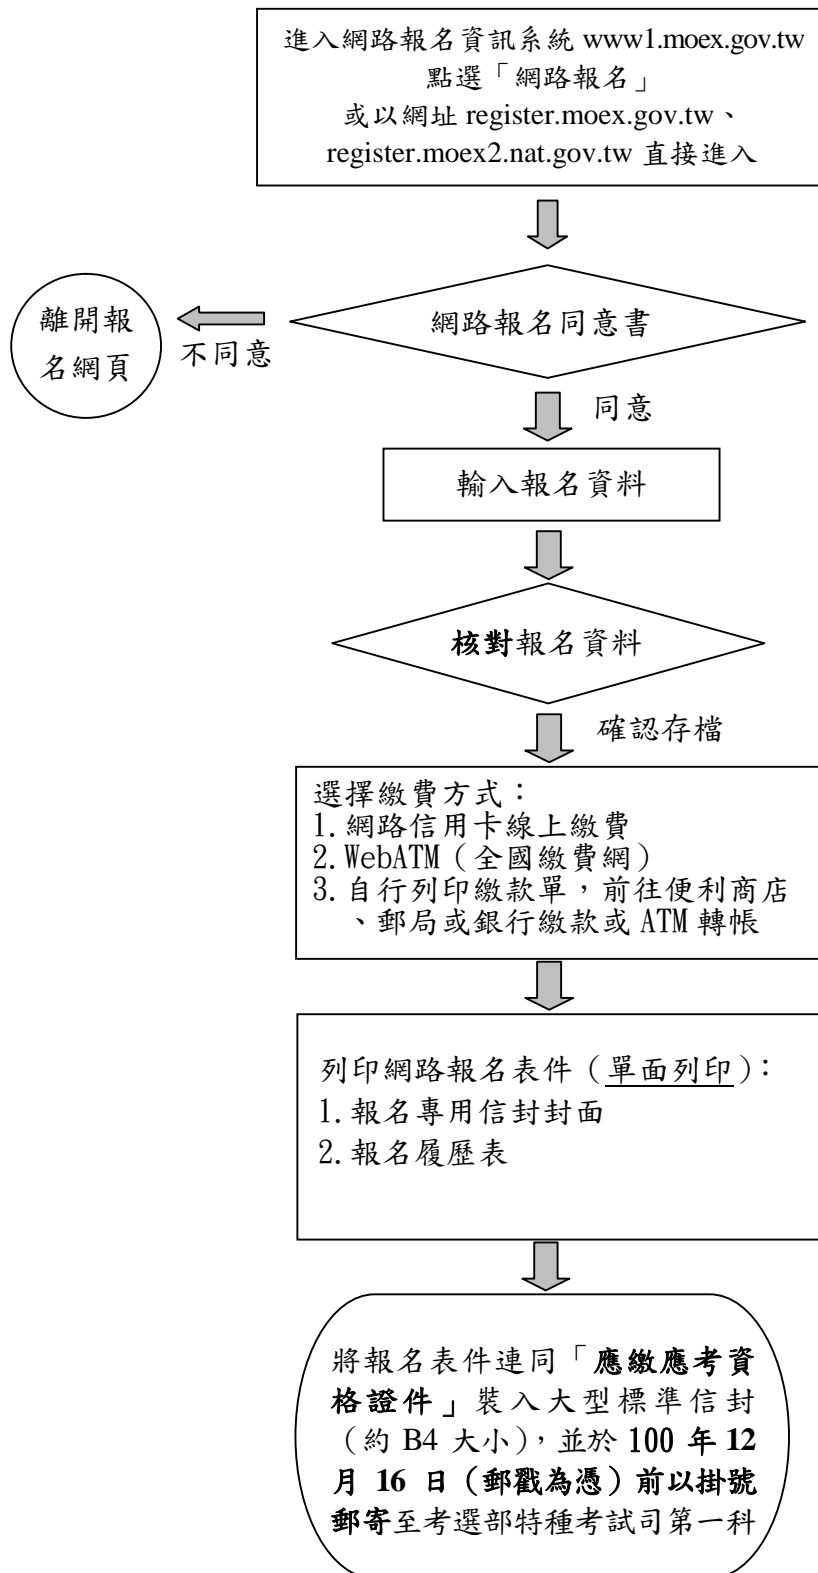 進入網路報名資訊系統 www1.moex.gov.tw
點選「網路報名」
或以網址 register.moex.gov.tw、
register.moex2.nat.gov.tw 直接進入
網路報名同意書
離開報
名網頁
不同意
同意
輸入報名資料
核對報名資料
確認存檔
選擇繳費方式：
1.網路信用卡線上繳費
2.WebATM（全國繳費網）
3.自行列印繳款單，前往便利商店
、郵局或銀行繳款或 ATM 轉帳
列印網路報名表件（單面列印）：
1.報名專用信封封面
2.報名履歷表
將報名表件連同「應繳應考資
格證件」裝入大型標準信封
（約 B4 大小），並於 100 年 12
月 16 日（郵戳為憑）前以掛號
郵寄至考選部特種考試司第一科